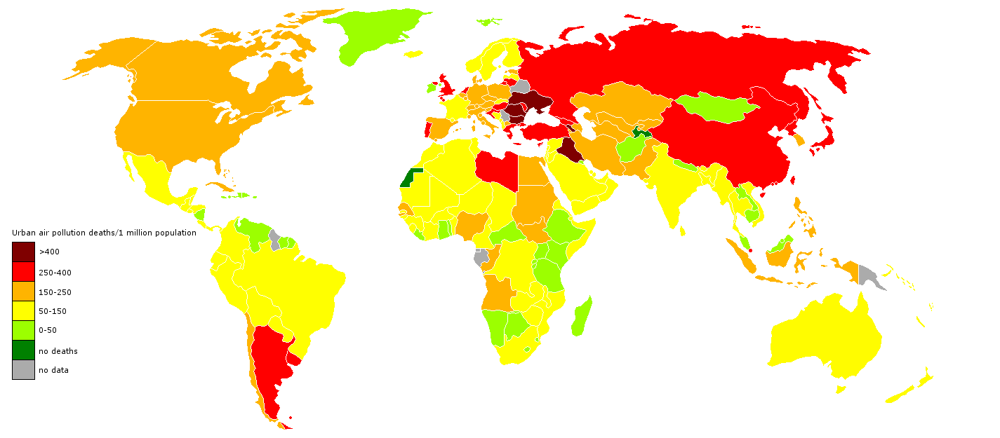 Urban air pollution deaths/1 million population
>400
250-400
150-250
50-150
0-50
no deaths
no data